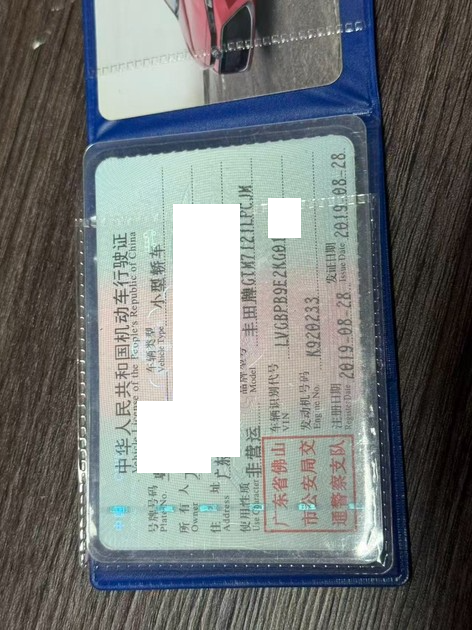 中华人民共和国机动车行驶证
Vehicle License of the People's Republic of China
号牌号码
Plate No.
车辆类型 小型轿车
Vehicle Type
所有人
Owner
住址 广东
Address
使用性质 非营运
Use Character
品牌型号 丰田牌GTM7121LPCJM
Model
广东省佛山
市公安局交
通警察支队
车辆识别代号 LVGBPB9E2KG0
VIN
发动机号码 K920233
Engine No.
注册日期 2019-08-28
Register Date
发证日期 2019-08-28
Issue Date